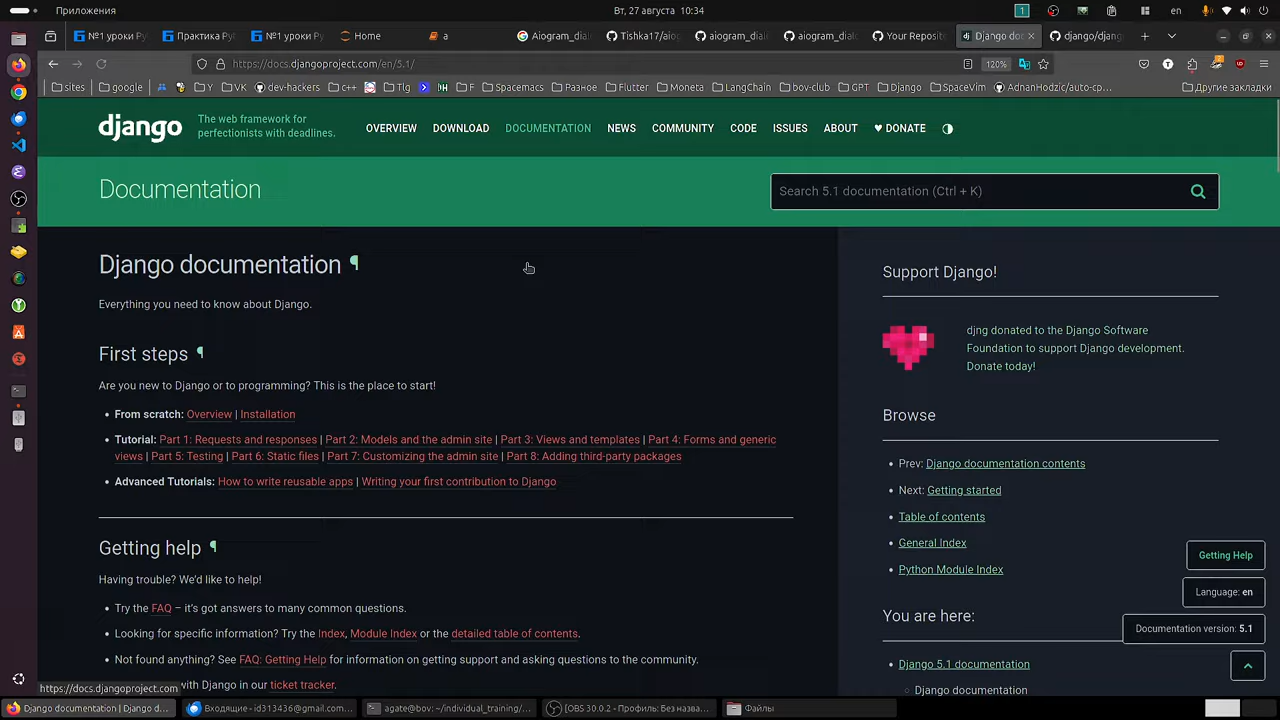 Приложения
Вт, 27 августа 10:34
1
en
№1 уроки Ру
Практика Ру
№1 уроки Ру
Home
a
Aiogram_dia
Tishka17/aio
aiogram_dialo
aiogram_dialo
Your Reposit
Django doc
django/djang
https://docs.djangoproject.com/en/5.1/
120%
sites
google
Y
VK
dev-hackers
c++
Tlg
H
F
Spacemacs
Разное
Flutter
Moneta
LangChain
bov-club
GPT
Django
SpaceVim
AdnanHodzic/auto-cp...
Другие закладки
django
The web framework for
perfectionists with deadlines.
OVERVIEW
DOWNLOAD
DOCUMENTATION
NEWS
COMMUNITY
CODE
ISSUES
ABOUT
♥ DONATE
Documentation
Search 5.1 documentation (Ctrl + K)
Django documentation ¶
Everything you need to know about Django.
First steps ¶
Are you new to Django or to programming? This is the place to start!
• From scratch: Overview | Installation
• Tutorial: Part 1: Requests and responses | Part 2: Models and the admin site | Part 3: Views and templates | Part 4: Forms and generic
views | Part 5: Testing | Part 6: Static files | Part 7: Customizing the admin site | Part 8: Adding third-party packages
• Advanced Tutorials: How to write reusable apps | Writing your first contribution to Django
Getting help ¶
Having trouble? We'd like to help!
• Try the FAQ – it's got answers to many common questions.
• Looking for specific information? Try the Index, Module Index or the detailed table of contents.
• Not found anything? See FAQ: Getting Help for information on getting support and asking questions to the community.
with Django in our ticket tracker.
Support Django!
djng donated to the Django Software
Foundation to support Django development.
Donate today!
Browse
• Prev: Django documentation contents
• Next: Getting started
• Table of contents
• General Index
• Python Module Index
You are here:
• Django 5.1 documentation
○ Django documentation
Getting Help
Language: en
Documentation version: 5.1
https://docs.djangoproject.com
Django documentation | Django d...
Входящие - id313436@gmail.com...
agate@bov: ~/individual_training/...
[OBS 30.0.2 - Профиль: Без назва...
Файлы